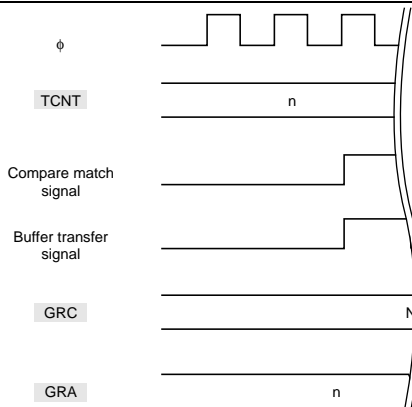 ϕ
TCNT
n
Compare match
signal
Buffer transfer
signal
GRC
N
GRA
n